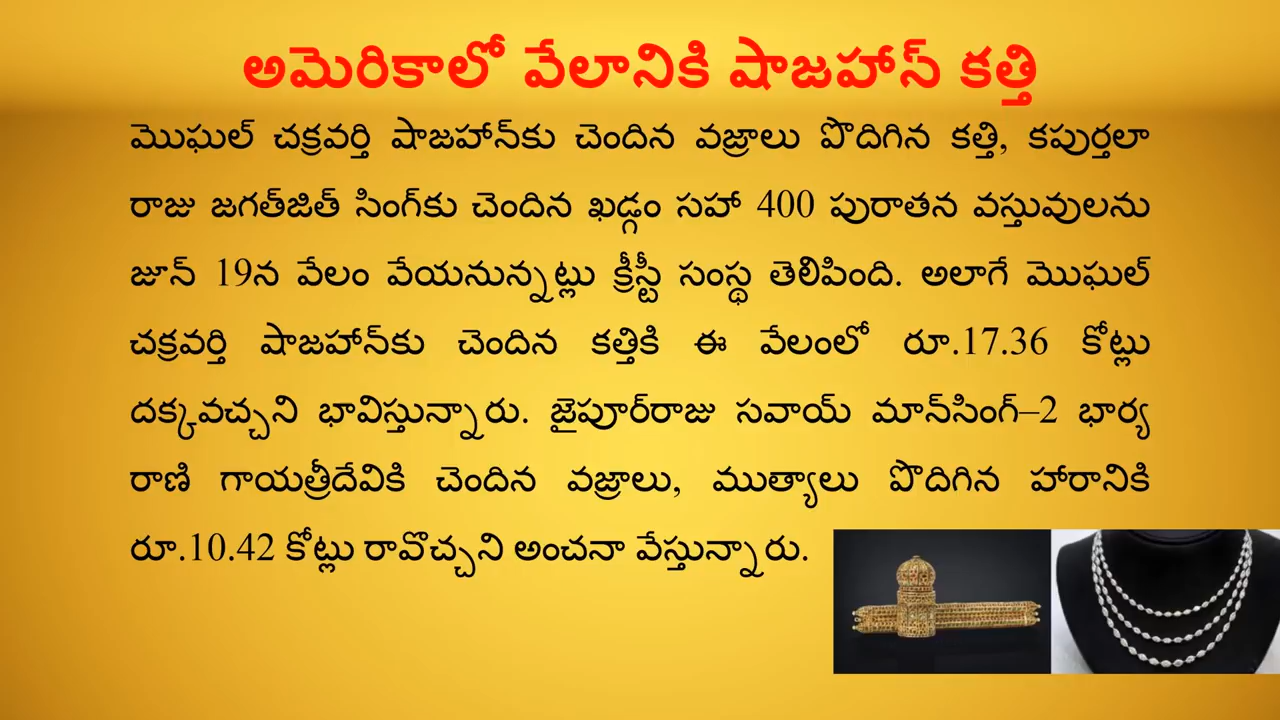 అమెరికాలో వేలానికి షాజహాన్ కత్తి
మొఘల్ చక్రవర్తి షాజహాన్‌కు చెందిన వజ్రాలు పొదిగిన కత్తి, కపుర్తలా
రాజు జగత్‌జిత్ సింగ్‌కు చెందిన ఖడ్గం సహా 400 పురాతన వస్తువులను
జూన్ 19న వేలం వేయనున్నట్లు క్రీస్టీ సంస్థ తెలిపింది. అలాగే మొఘల్
చక్రవర్తి షాజహాన్‌కు చెందిన కత్తికి ఈ వేలంలో రూ.17.36 కోట్లు
దక్కవచ్చని భావిస్తున్నారు. జైపూర్‌రాజు సవాయ్ మాన్‌సింగ్–2 భార్య
రాణి గాయత్రీదేవికి చెందిన వజ్రాలు, ముత్యాలు పొదిగిన హారానికి
రూ.10.42 కోట్లు రావొచ్చని అంచనా వేస్తున్నారు.